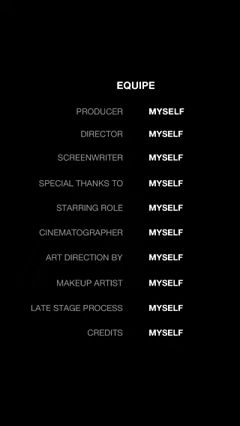 EQUIPE
PRODUCER MYSELF
DIRECTOR MYSELF
SCREENWRITER MYSELF
SPECIAL THANKS TO MYSELF
STARRING ROLE MYSELF
CINEMATOGRAPHER MYSELF
ART DIRECTION BY MYSELF
MAKEUP ARTIST MYSELF
LATE STAGE PROCESS MYSELF
CREDITS MYSELF